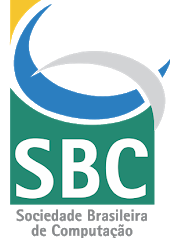 SBC
Sociedade Brasileira
de Computação